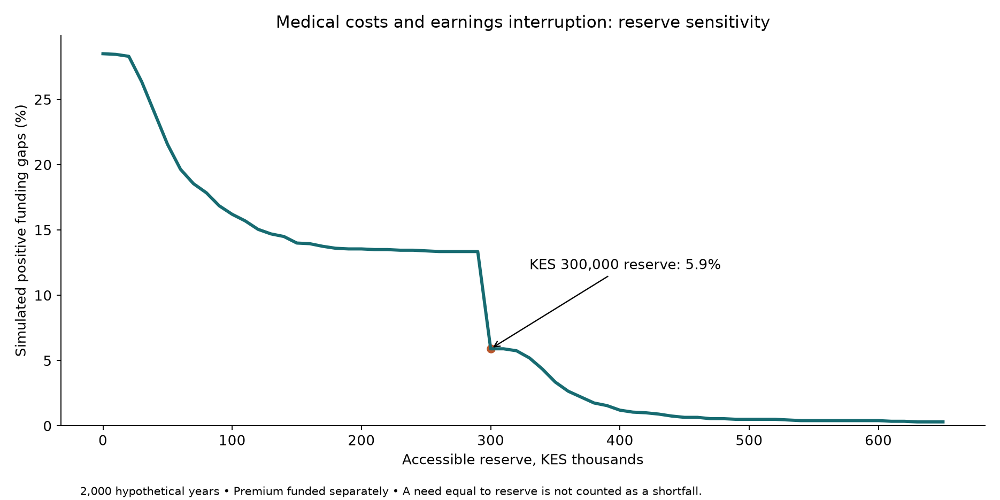 Medical costs and earnings interruption: reserve sensitivity
Simulated positive funding gaps (%)
25
20
15
10
5
0
KES 300,000 reserve: 5.9%
0 100 200 300 400 500 600
Accessible reserve, KES thousands
2,000 hypothetical years • Premium funded separately • A need equal to reserve is not counted as a shortfall.